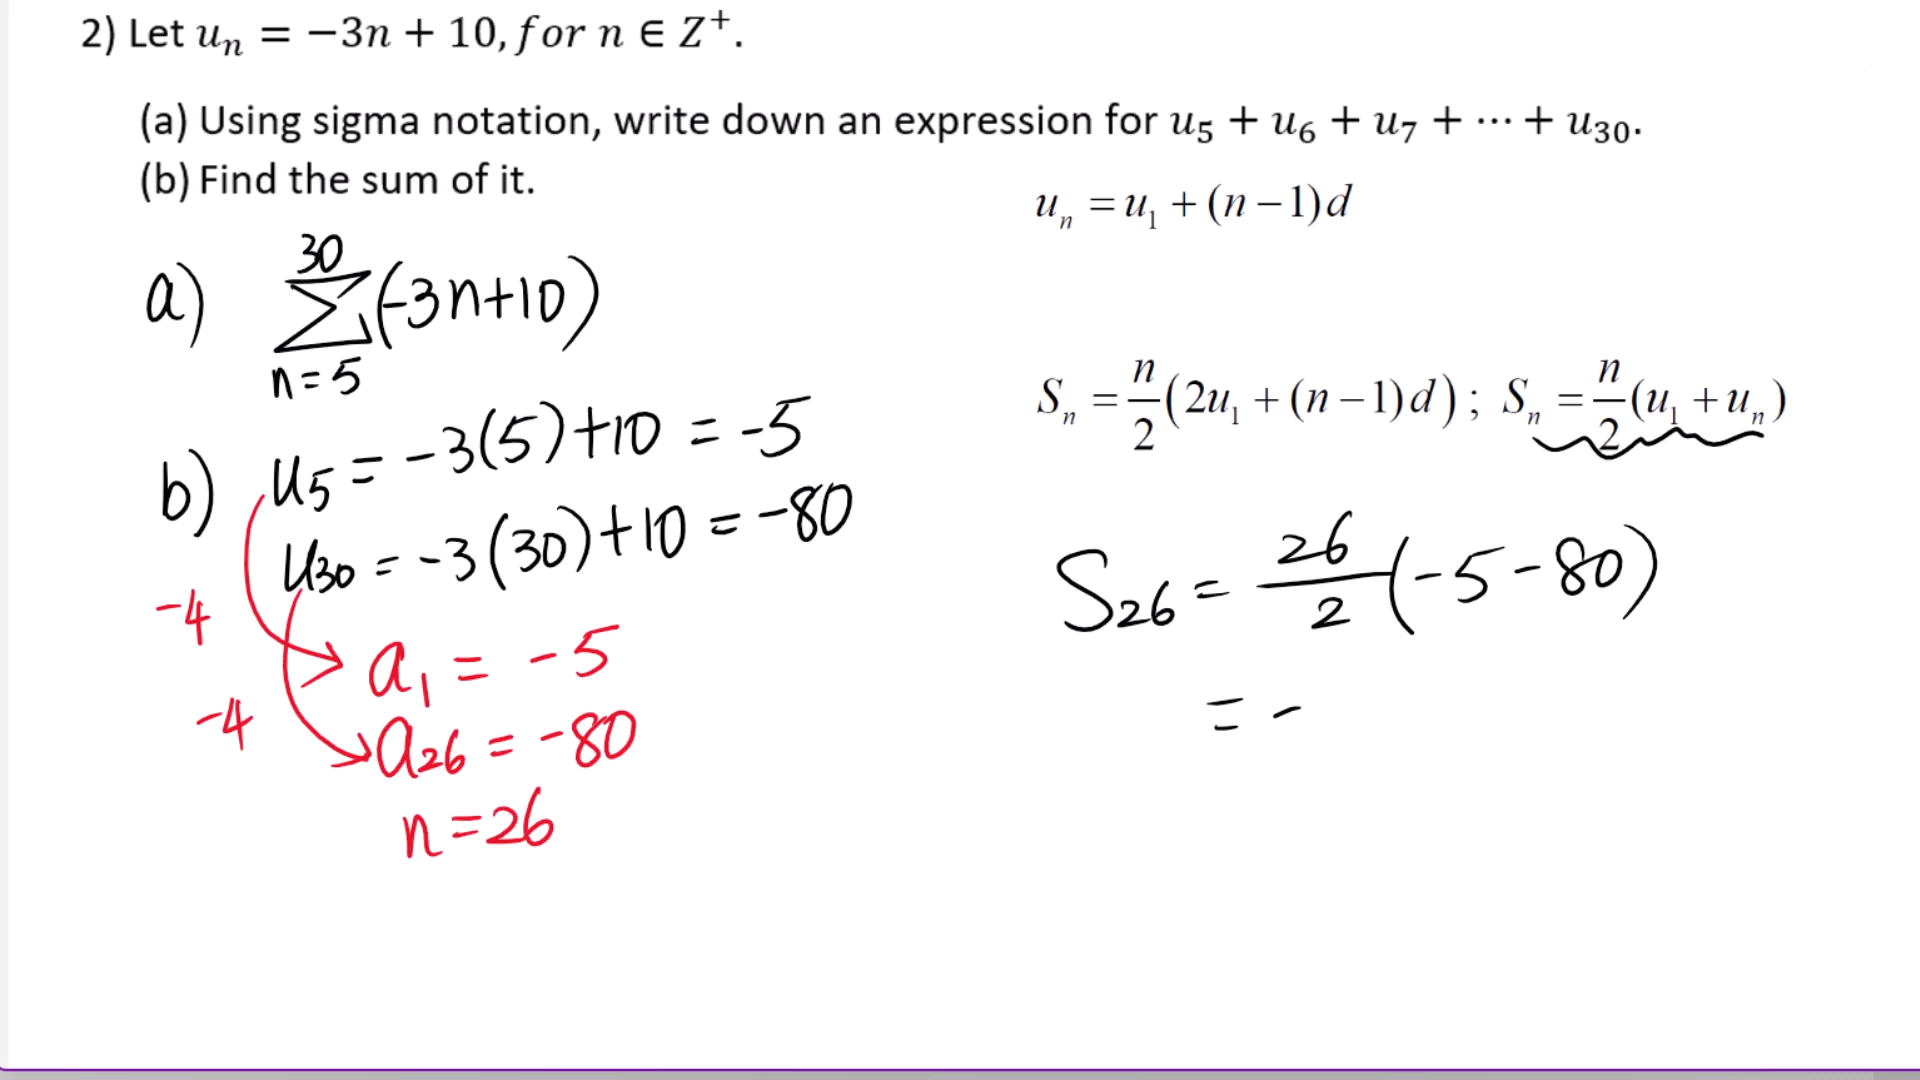 2) Let uₙ = −3n + 10, for n ∈ Z⁺.
(a) Using sigma notation, write down an expression for u₅ + u₆ + u₇ + ⋯ + u₃₀.
(b) Find the sum of it.
uₙ = u₁ + (n − 1)d
a) 30 Σ n=5 (-3n+10)
Sₙ = n/2 (2u₁ + (n − 1)d) ; Sₙ = n/2 (u₁ + uₙ)
b) u₅ = -3(5)+10 = -5
u₃₀ = -3(30)+10 = -80
S₂₆ = 26/2 (-5-80)
= -
-4
a₁ = -5
-4
a₂₆ = -80
n=26